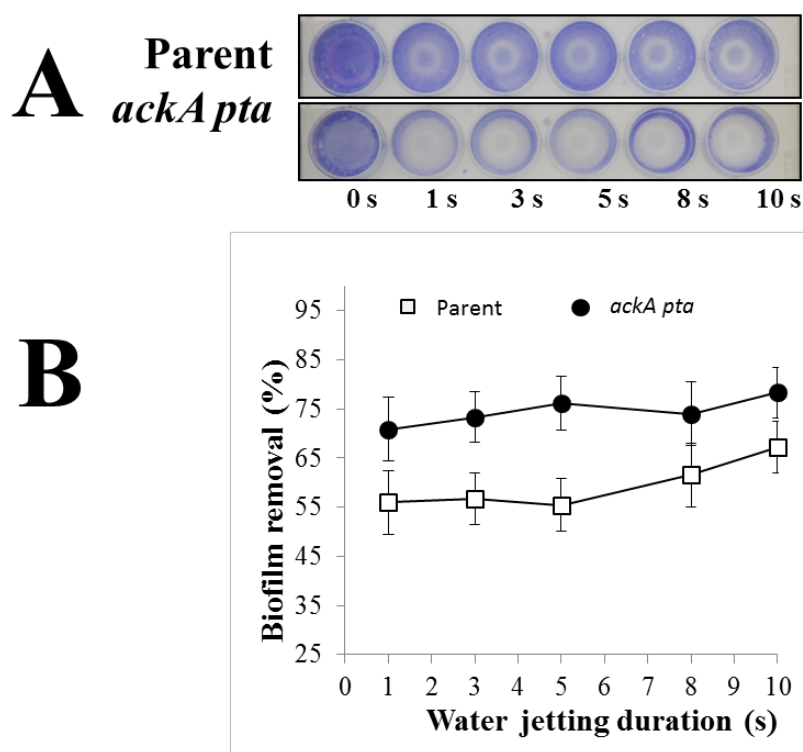 A
Parent
ackA pta
0 s 1 s 3 s 5 s 8 s 10 s
B
Parent ackA pta
95
85
75
65
55
45
35
25
Biofilm removal (%)
0 1 2 3 4 5 6 7 8 9 10
Water jetting duration (s)